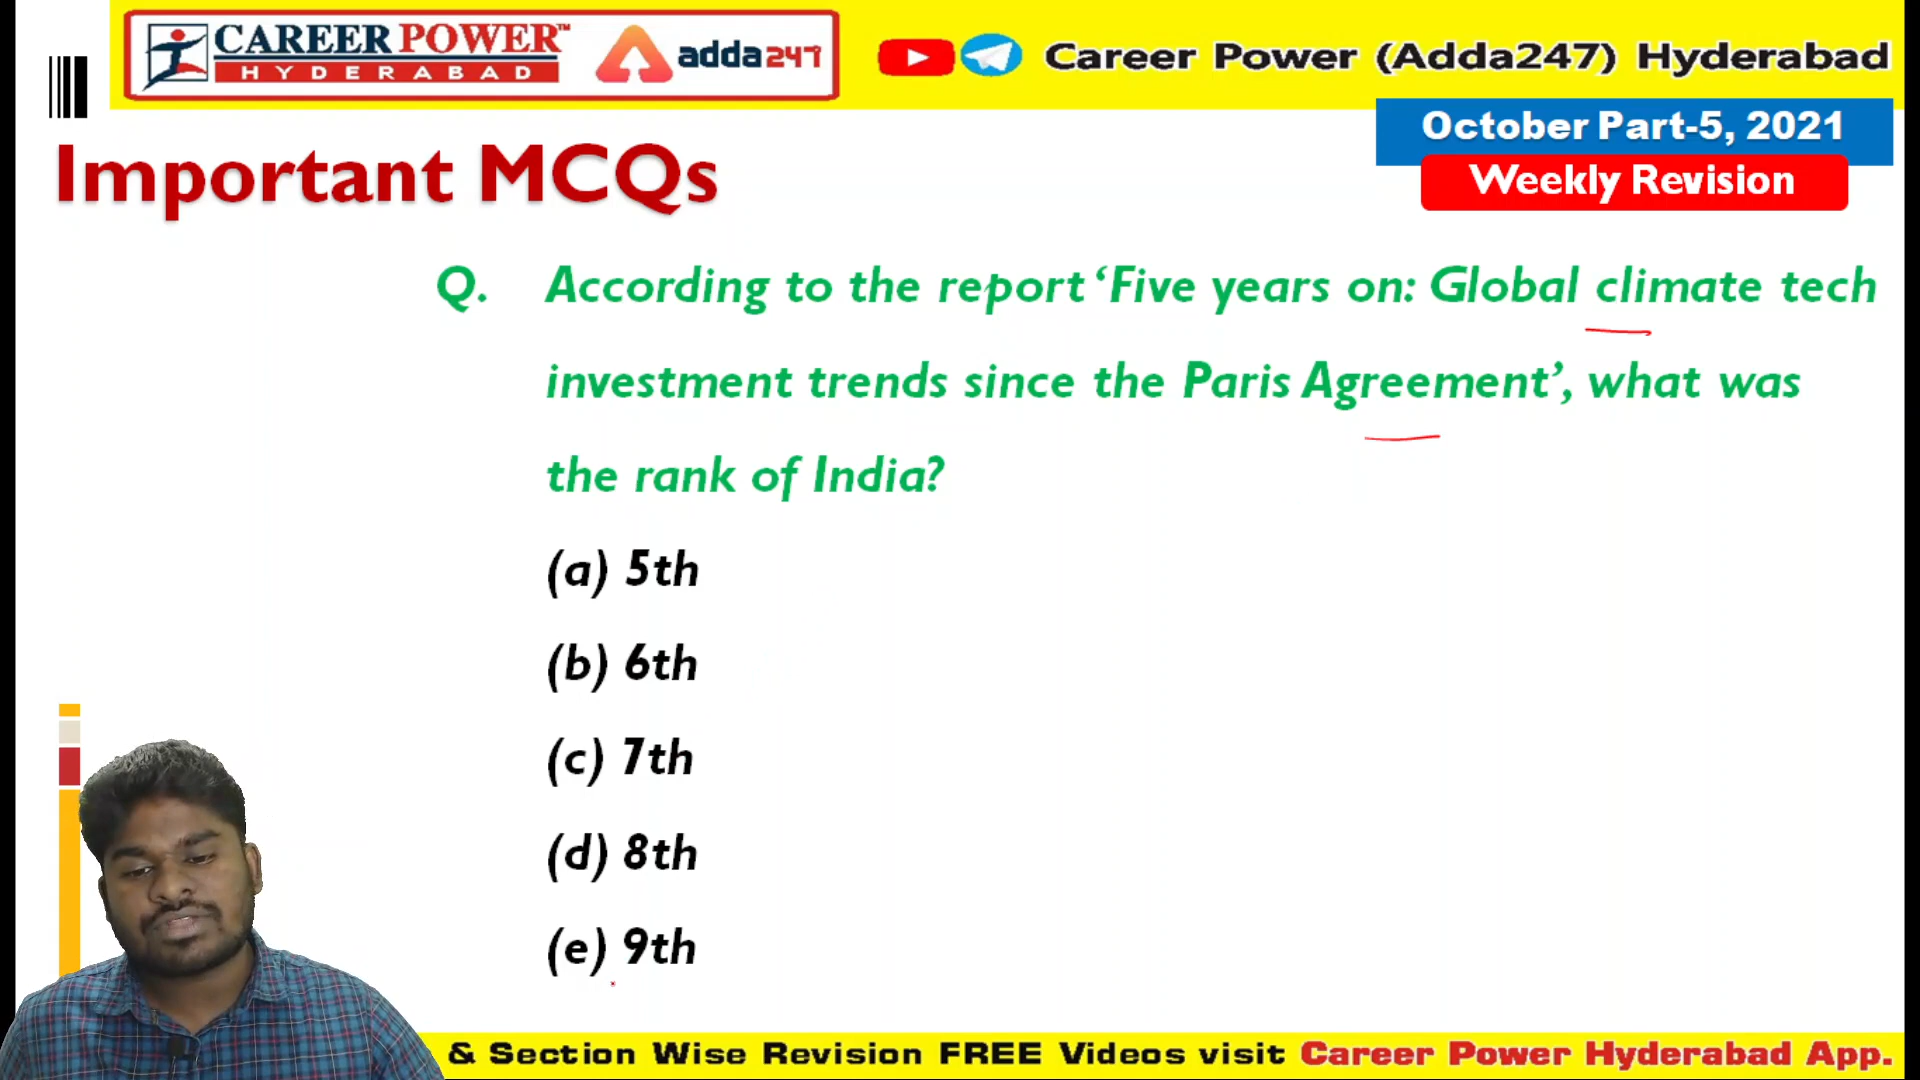 CAREER POWER™
HYDERABAD
adda247
Career Power (Adda247) Hyderabad
October Part-5, 2021
Weekly Revision
Important MCQs
Q. According to the report ‘Five years on: Global climate tech
investment trends since the Paris Agreement’, what was
the rank of India?
(a) 5th
(b) 6th
(c) 7th
(d) 8th
(e) 9th
& Section Wise Revision FREE Videos visit Career Power Hyderabad App.